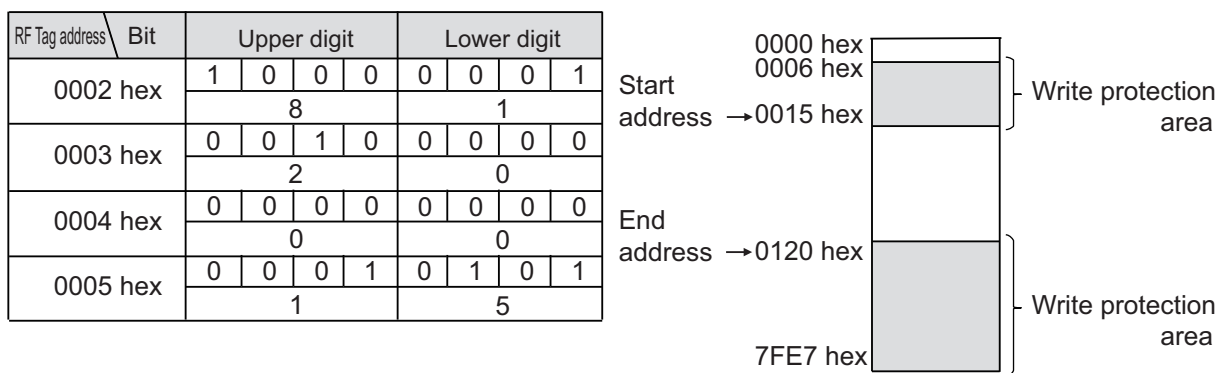 RF Tag address Bit Upper digit Lower digit
0002 hex 1 0 0 0 0 0 0 1
8 1
0003 hex 0 0 1 0 0 0 0 0
2 0
0004 hex 0 0 0 0 0 0 0 0
0 0
0005 hex 0 0 0 1 0 1 0 1
1 5
0000 hex
0006 hex
Start
address → 0015 hex
Write protection
area
End
address → 0120 hex
Write protection
area
7FE7 hex